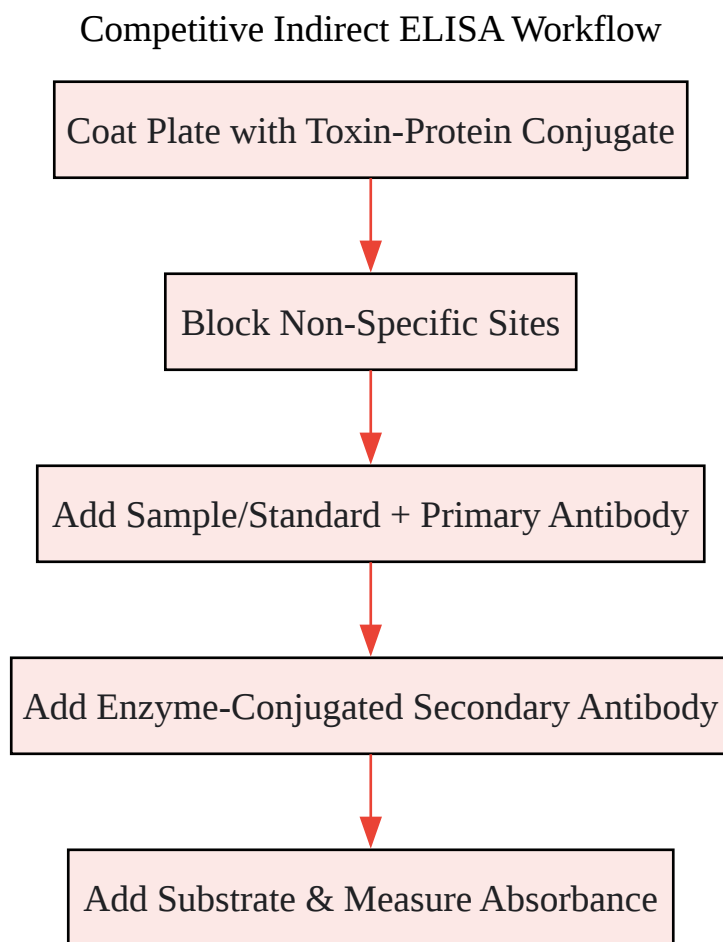 Competitive Indirect ELISA Workflow
Coat Plate with Toxin-Protein Conjugate
Block Non-Specific Sites
Add Sample/Standard + Primary Antibody
Add Enzyme-Conjugated Secondary Antibody
Add Substrate & Measure Absorbance